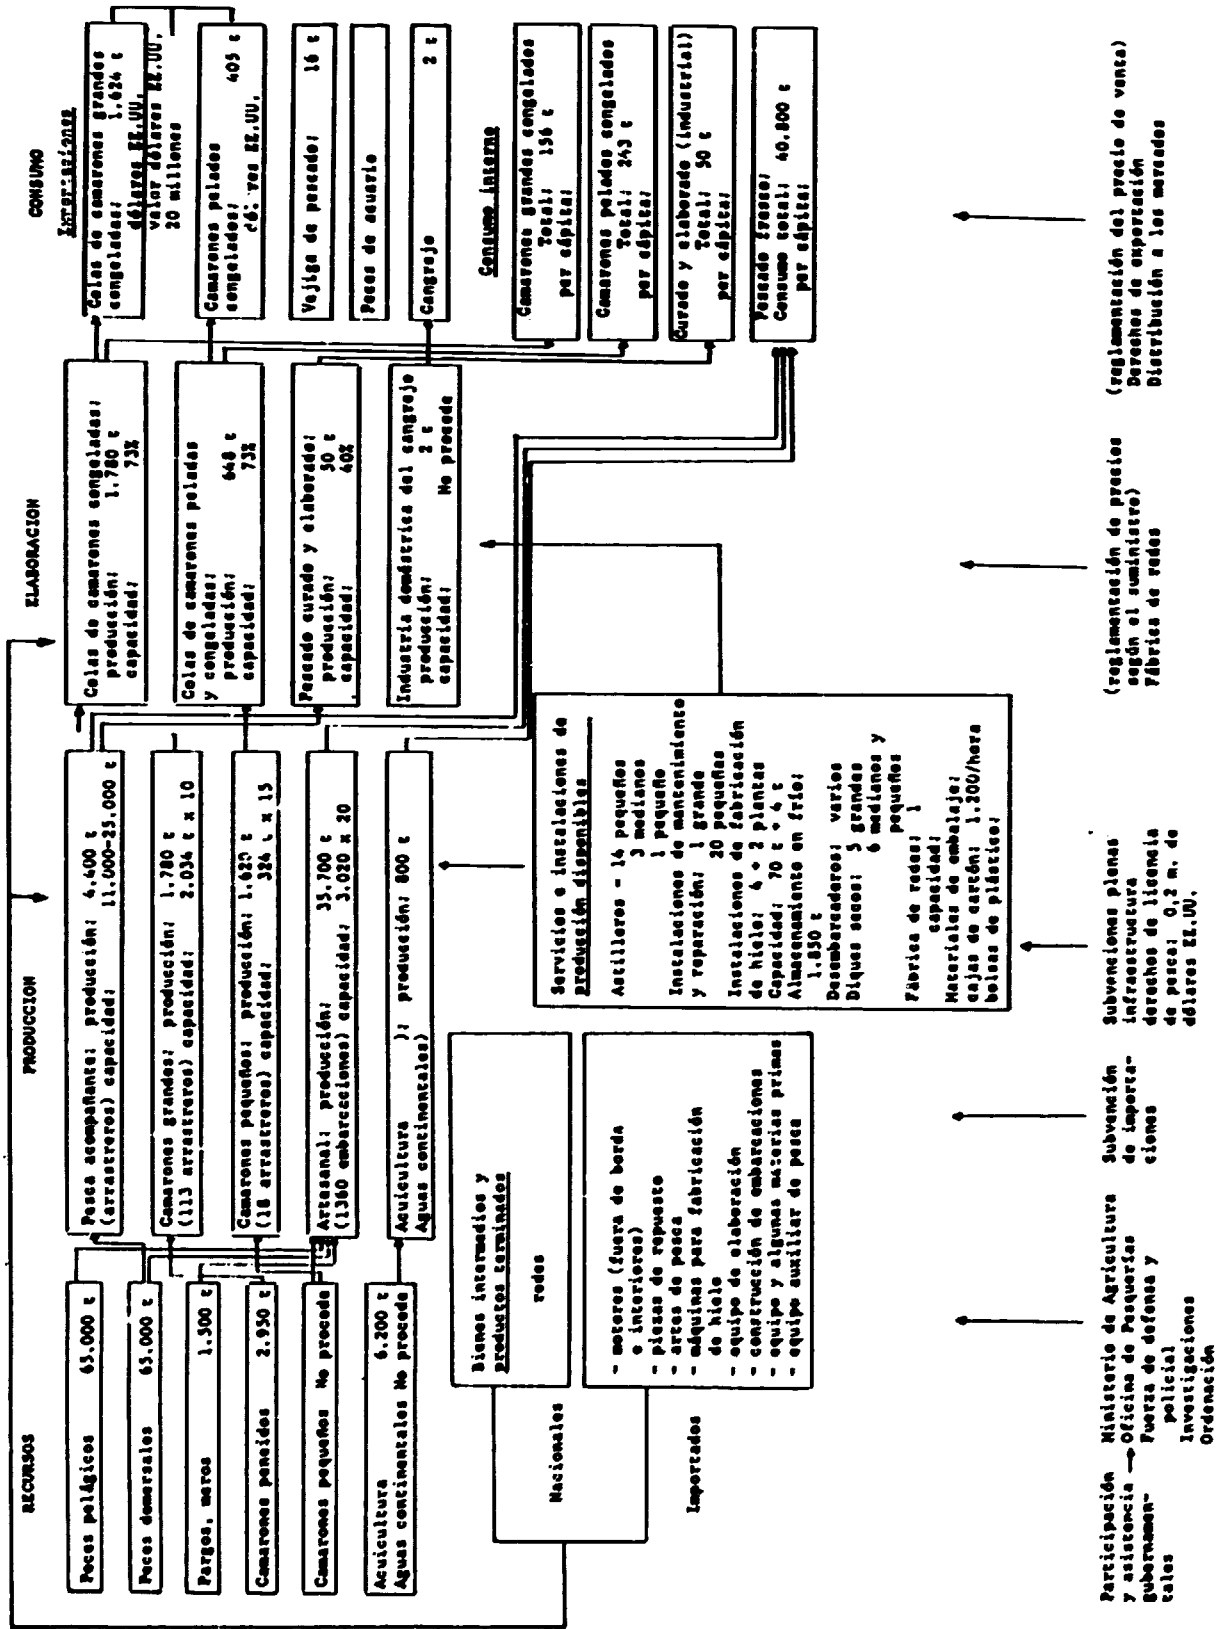 RECURSOS
Peces pelágicos 65.000 t
Peces demersales 65.000 t
Pargos, meros 1.500 t
Camarones peneidos 2.950 t
Camarones pequeños No procede
Acuicultura 6.200 t
Aguas continentales No procede
PRODUCCION
Pesca acompañante: producción: 4.400 t
(arrastreros) capacidad: 11.000-25.000 t
Camarones grandes: producción: 1.780 t
(113 arrastreros) capacidad: 2.034 t x 10
Camarones pequeños: producción: 1.620 t
(18 arrastreros) capacidad: 324 t x 15
Artesanal: producción: 35.700 t
(1360 embarcaciones) capacidad: 3.020 x 20
Acuicultura ): producción: 800 t
Aguas continentales)
ELABORACION
Colas de camarones congeladas:
producción: 1.780 t
capacidad: 73%
Colas de camarones peladas
y congeladas:
producción: 648 t
capacidad: 73%
Pescado curado y elaborado:
producción: 50 t
capacidad: 40%
Industria doméstrica del cangrejo
producción: 2 t
capacidad: No procede
CONSUMO
Colas de camarones grandes
congeladas: 1.624 t
dólares EE.UU.
valor dólares EE.UU.
20 millones
Camarones pelados
congelados: 405 t
EE.UU.
Vejiga de pescado: 16 t
Peces de acuario
Cangrejo 2 t
Consumo interno
Camarones grandes congelados
Total: 156 t
per cápita:
Camarones pelados congelados
Total: 243 t
per cápita:
Curado y elaborado (industrial)
Total: 50 t
per cápita:
Pescado fresco:
Consumo total: 40.800 t
per cápita:
Nacionales
Bienes intermedios y
productos terminados
redes
Importados
- motores (fuera de borda
e interiores)
- piezas de repuesto
- artes de pesca
- máquinas para fabricación
de hielo
- equipo de elaboración
- construcción de embarcaciones
- equipo y algunas materias primas
- equipo auxiliar de pesca
Servicios e instalaciones de
producción disponibles
Astilleros - 14 pequeños
3 medianos
1 pequeño
Instalaciones de mantenimiento
y reparación: 1 grande
20 pequeñas
Instalaciones de fabricación
de hielo: 4 + 2 plantas
Capacidad: 70 t + 4 t
Almacenamiento en frío:
1.850 t
Desembarcaderos: varios
Diques secos: 5 grandes
6 medianos y
pequeños
Fábrica de redes: 1
capacidad:
Materiales de embalaje:
cajas de cartón: 1.200/hora
bolsas de plástico:
Participación
y asistencia
gubernamen-
tales
Ministerio de Agricultura
Oficina de Pesquerías
Fuerza de defensa y
policial
Investigaciones
Ordenación
Subvención
de importa-
ciones
Subvenciones plenas
infraestructura
derechos de licencia
de pesca: 0,2 m. de
dólares EE.UU.
(reglamentación de precios
según el suministro)
Fábrica de redes
(reglamentación del precio de venta)
Derechos de exportación
Distribución a los mercados